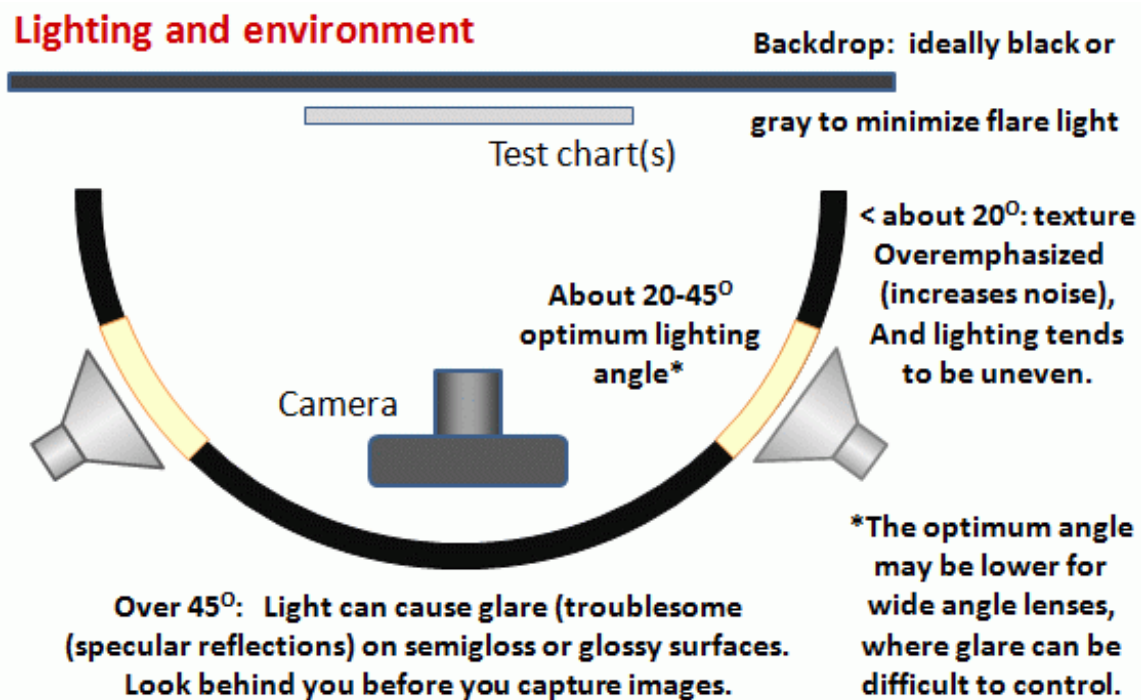 Lighting and environment
Backdrop:  ideally black or
gray to minimize flare light
Test chart(s)
< about 20⁰: texture
Overemphasized
(increases noise),
And lighting tends
to be uneven.
About 20-45⁰
optimum lighting
angle*
Camera
*The optimum angle
may be lower for
wide angle lenses,
where glare can be
difficult to control.
Over 45⁰:  Light can cause glare (troublesome
(specular reflections) on semigloss or glossy surfaces.
Look behind you before you capture images.